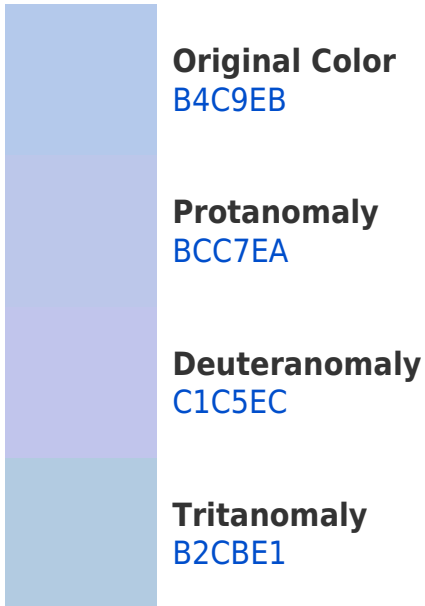 Original Color
B4C9EB
Protanomaly
BCC7EA
Deuteranomaly
C1C5EC
Tritanomaly
B2CBE1